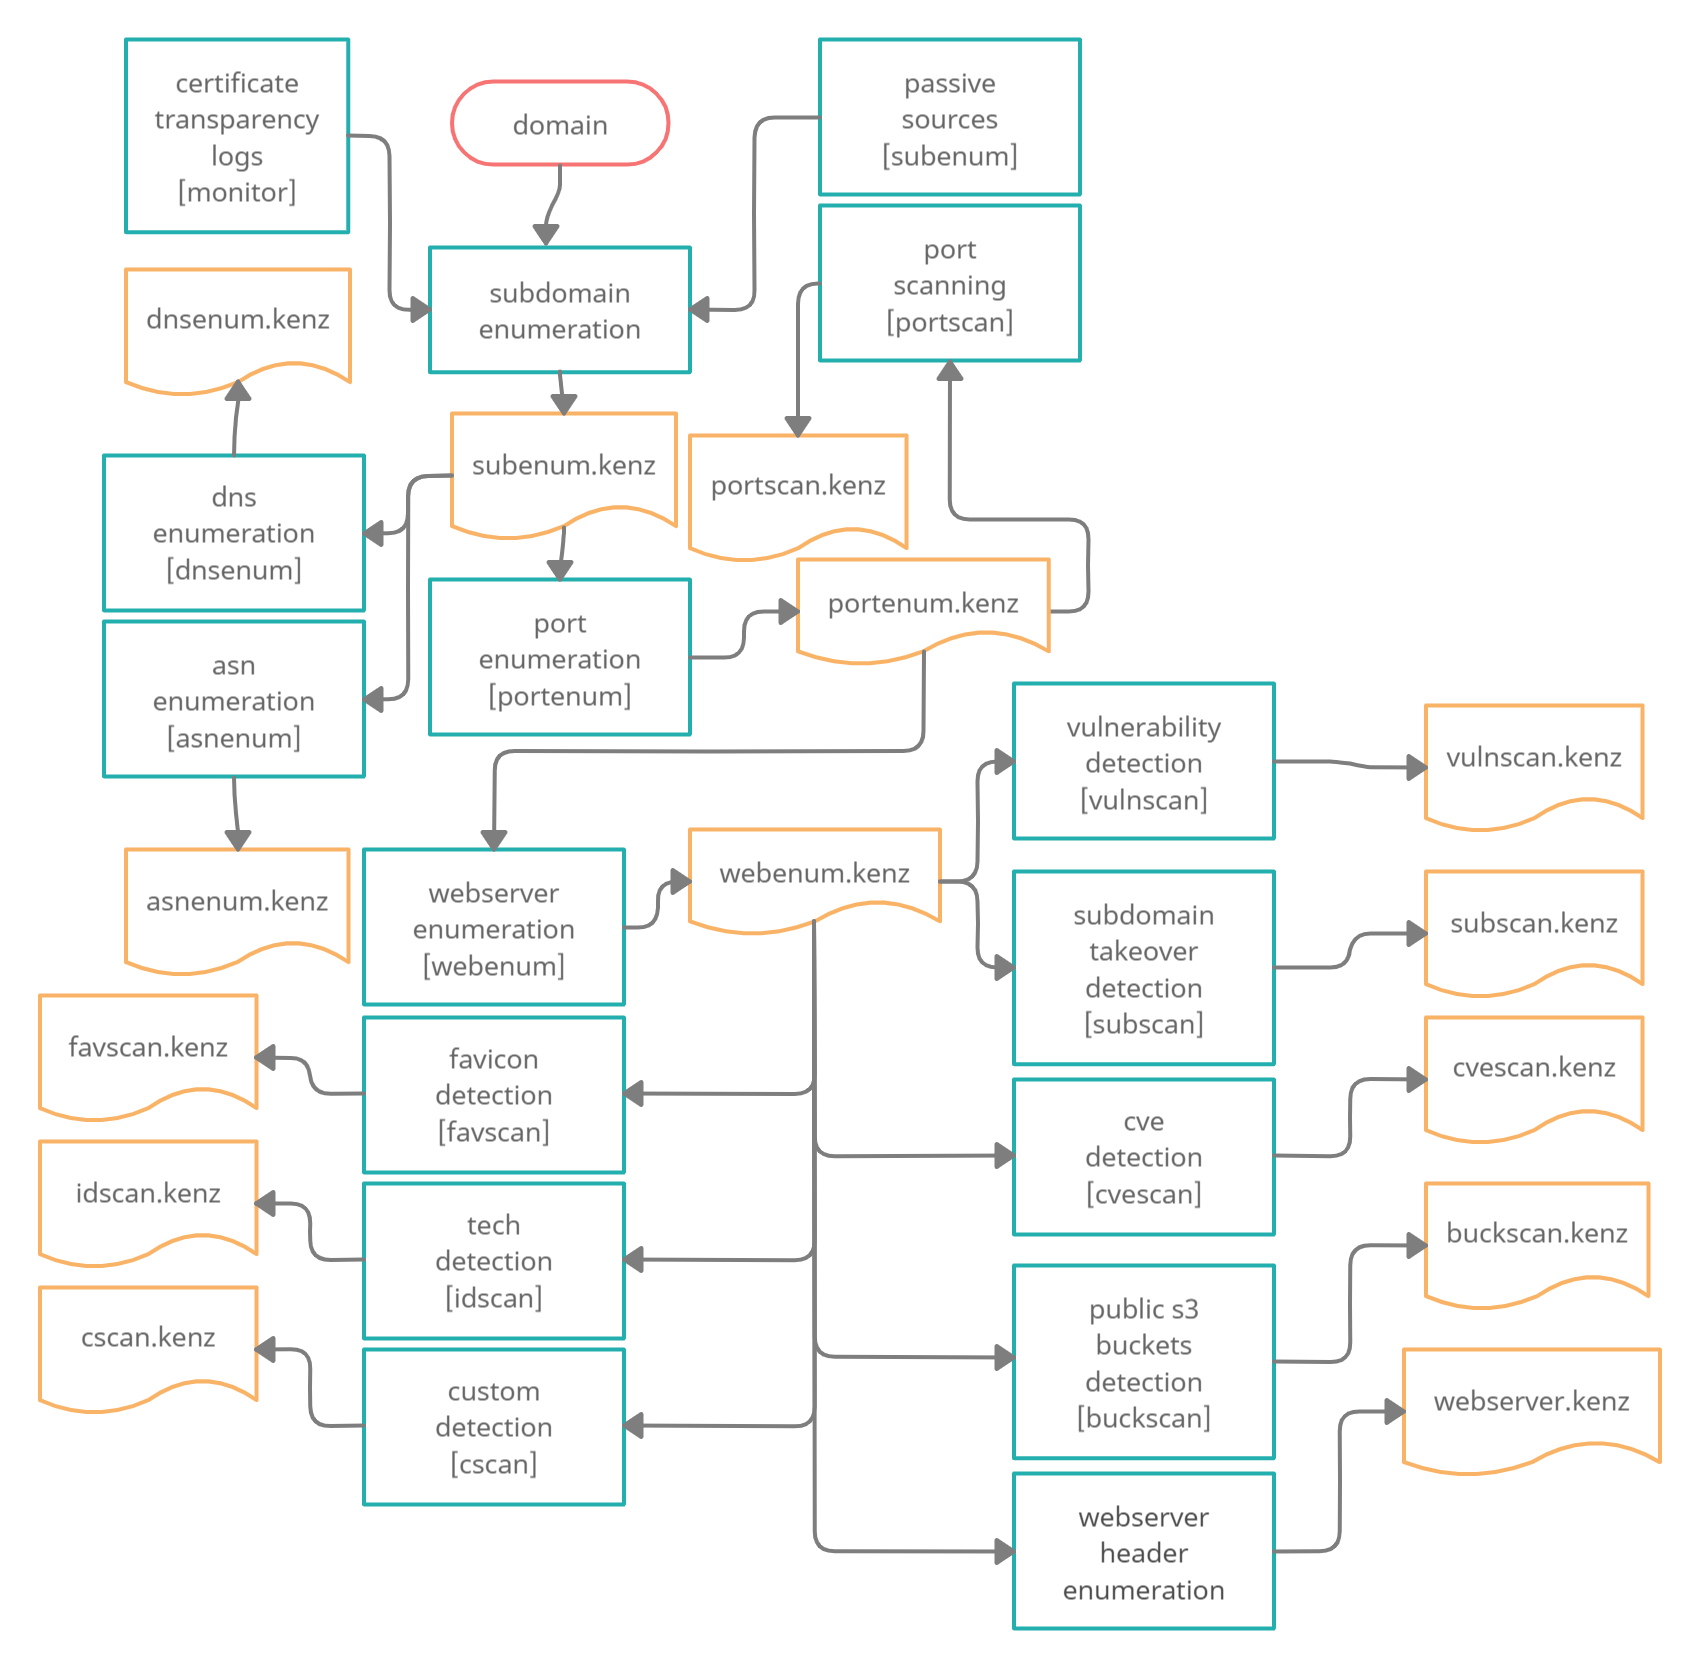 certificate
transparency
logs
[monitor]
domain
passive
sources
[subenum]
port
scanning
[portscan]
subdomain
enumeration
dnsenum.kenz
subenum.kenz
portscan.kenz
dns
enumeration
[dnsenum]
portenum.kenz
port
enumeration
[portenum]
asn
enumeration
[asnenum]
vulnerability
detection
[vulnscan]
vulnscan.kenz
asnenum.kenz
webserver
enumeration
[webenum]
webenum.kenz
subdomain
takeover
detection
[subscan]
subscan.kenz
favscan.kenz
favicon
detection
[favscan]
cve
detection
[cvescan]
cvescan.kenz
idscan.kenz
tech
detection
[idscan]
public s3
buckets
detection
[buckscan]
buckscan.kenz
cscan.kenz
custom
detection
[cscan]
webserver
header
enumeration
webserver.kenz